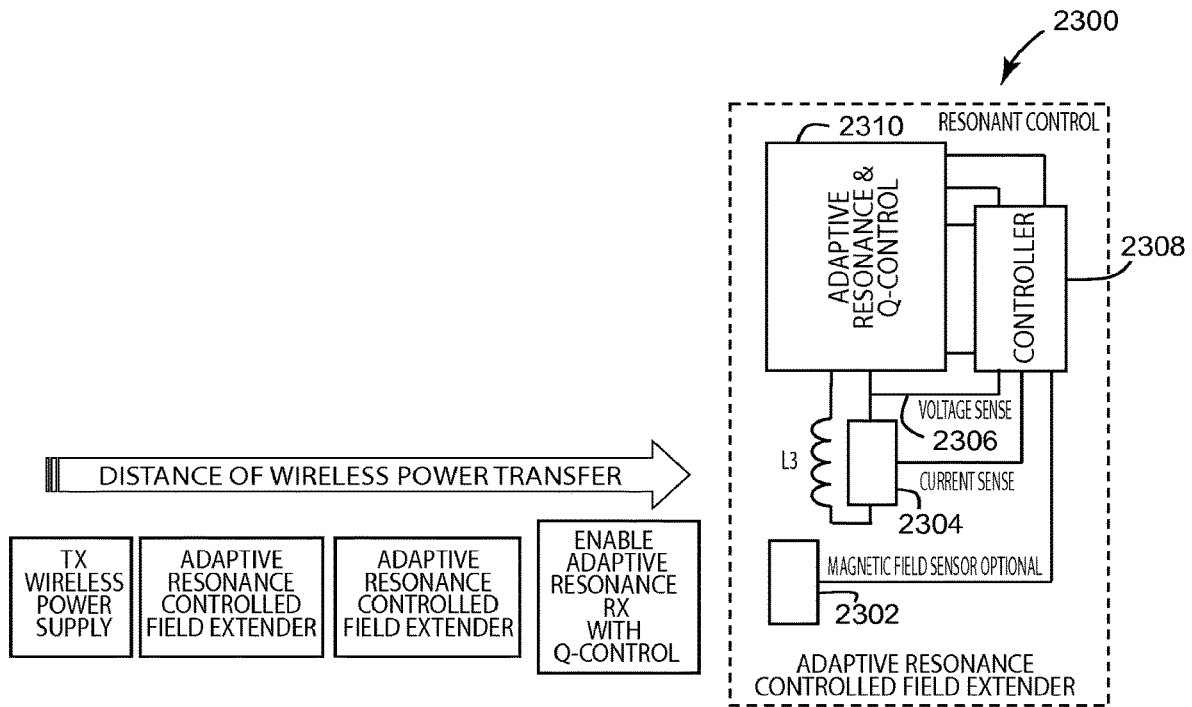 2300
2310
RESONANT CONTROL
ADAPTIVE
RESONANCE &
Q-CONTROL
CONTROLLER
2308
VOLTAGE SENSE
2306
L3
CURRENT SENSE
2304
MAGNETIC FIELD SENSOR OPTIONAL
2302
ADAPTIVE RESONANCE
CONTROLLED FIELD EXTENDER
DISTANCE OF WIRELESS POWER TRANSFER
TX
WIRELESS
POWER
SUPPLY
ADAPTIVE
RESONANCE
CONTROLLED
FIELD EXTENDER
ADAPTIVE
RESONANCE
CONTROLLED
FIELD EXTENDER
ENABLE
ADAPTIVE
RESONANCE
RX
WITH
Q-CONTROL